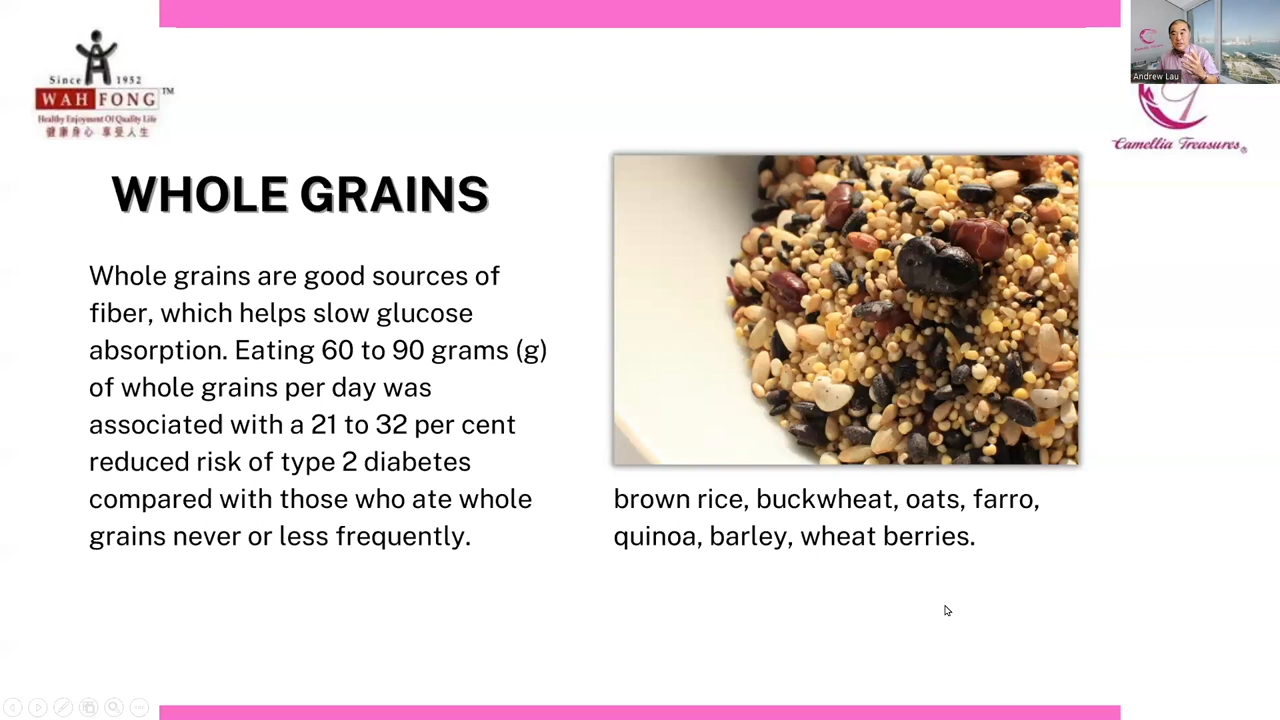 Since 1952
WAH FONG TM
Healthy Enjoyment Of Quality Life
健康身心 享受人生
Andrew Lau
Camellia Treasures®
WHOLE GRAINS
Whole grains are good sources of
fiber, which helps slow glucose
absorption. Eating 60 to 90 grams (g)
of whole grains per day was
associated with a 21 to 32 per cent
reduced risk of type 2 diabetes
compared with those who ate whole
grains never or less frequently.
brown rice, buckwheat, oats, farro,
quinoa, barley, wheat berries.